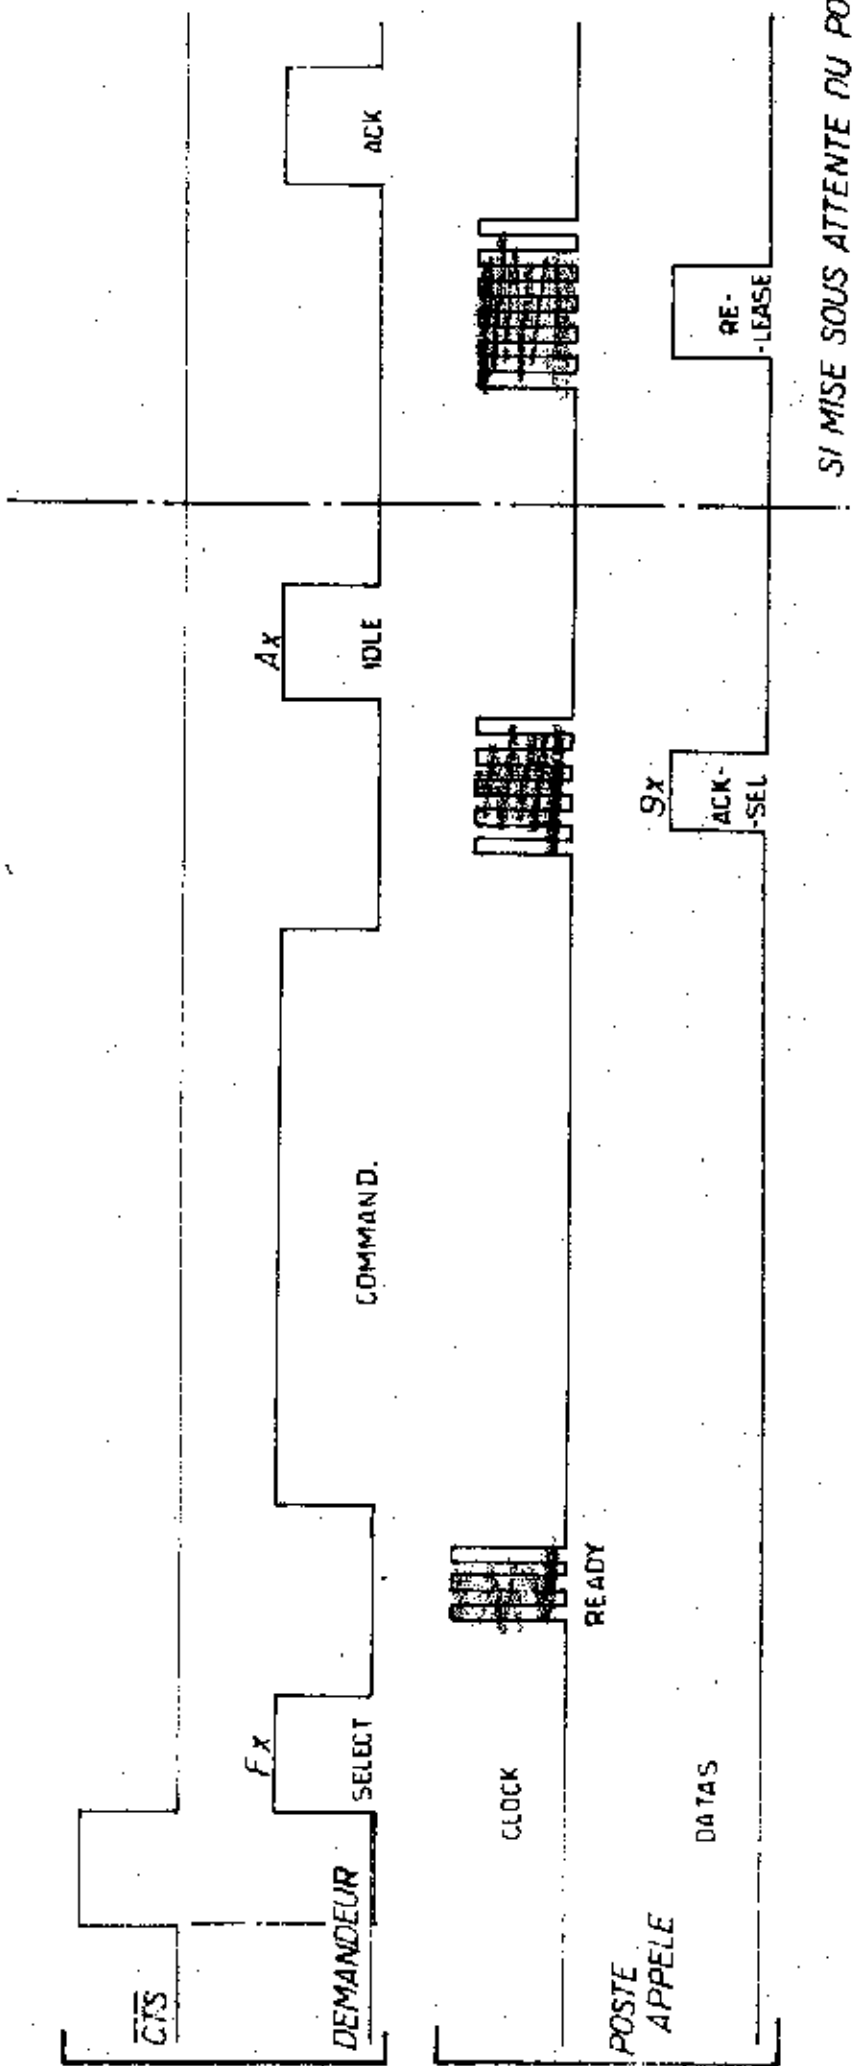 CTS
DEMANDEUR
Fx
SELECT
COMMAND.
Ax
IDLE
ACK
POSTE
APPELE
CLOCK
READY
DATAS
9x
ACK-
-SEL
RE-
-LEASE
SI MISE SOUS ATTENTE DU